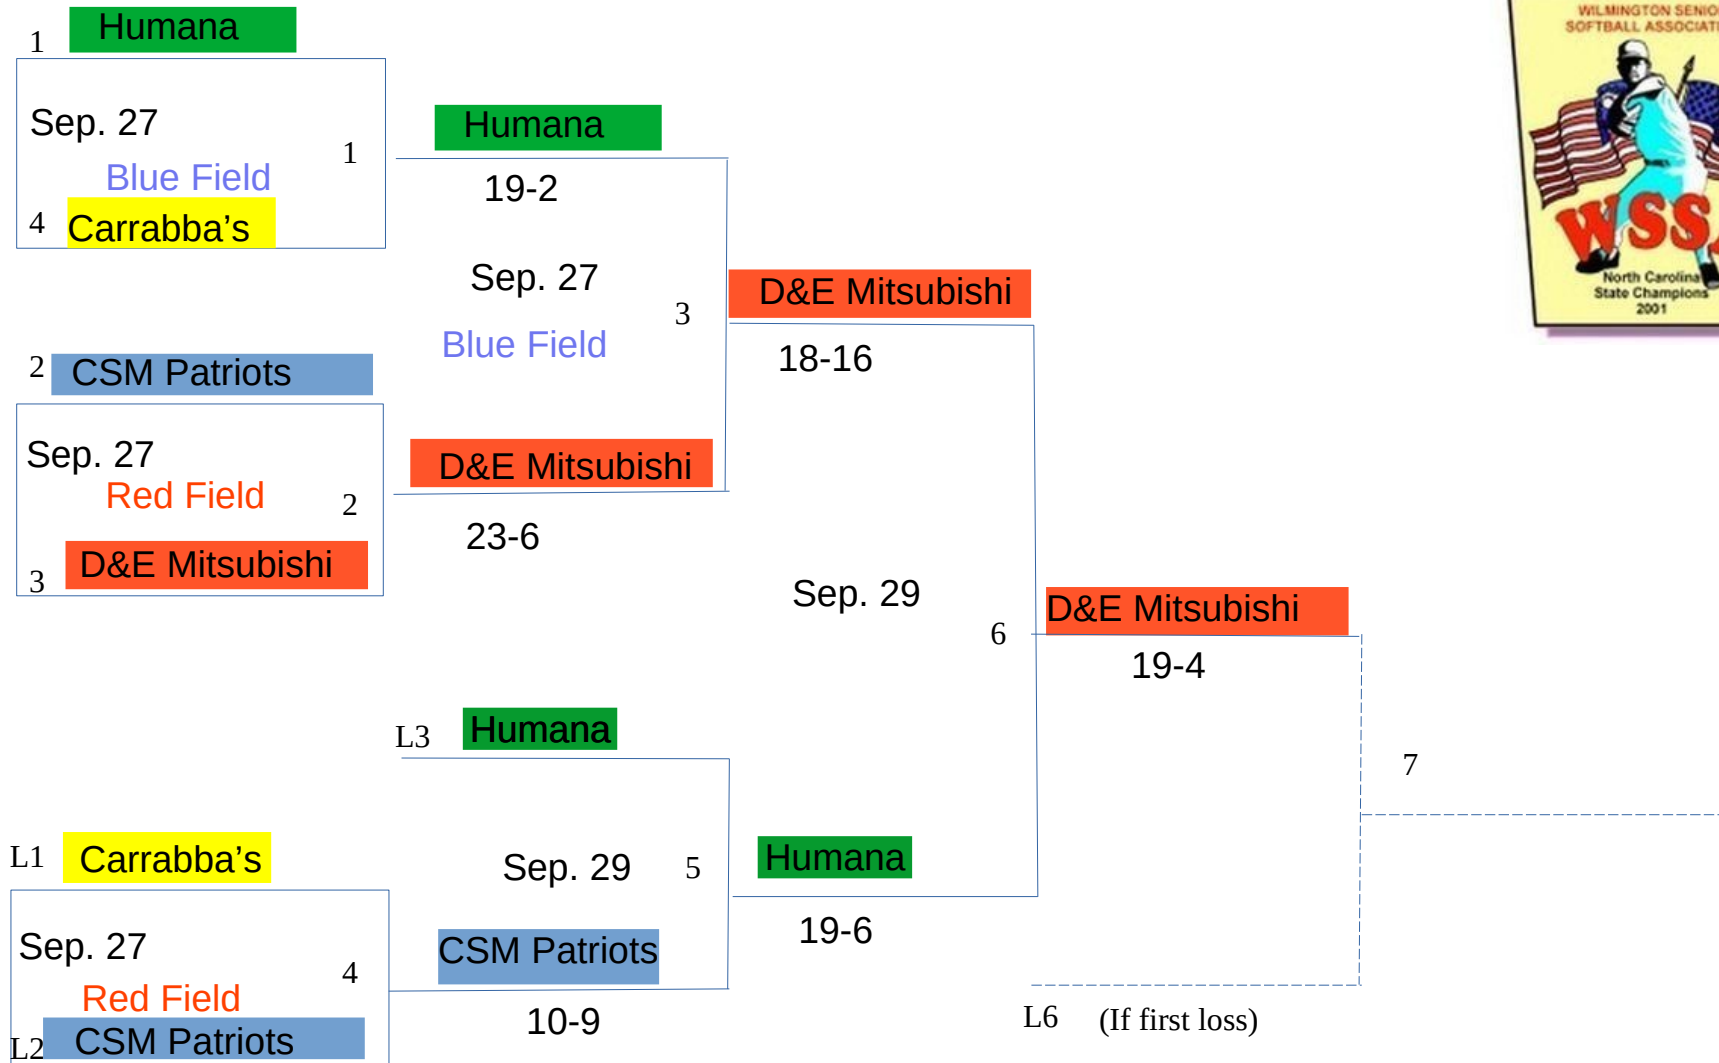 1 Humana
Sep. 27
1
Blue Field
4 Carrabba’s
2 CSM Patriots
Sep. 27
Red Field
2
3 D&E Mitsubishi
Humana
19-2
Sep. 27
3
Blue Field
D&E Mitsubishi
23-6
D&E Mitsubishi
18-16
Sep. 29
6
D&E Mitsubishi
19-4
7
L3 Humana
Sep. 29 5
CSM Patriots
10-9
L1 Carrabba’s
Sep. 27
4
Red Field
L2 CSM Patriots
Humana
19-6
L6 (If first loss)
WILMINGTON SENIO
SOFTBALL ASSOCIAT
WSS
North Carolina
State Champions
2001